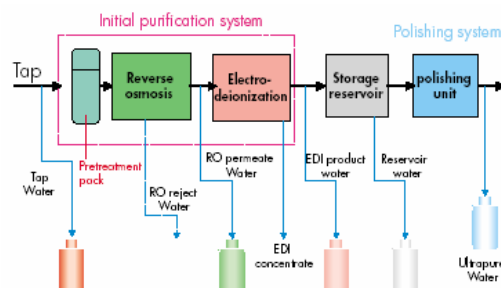 Initial purification system
Polishing system
Tap
Reverse
osmosis
Electro-
deionization
Storage
reservoir
polishing
unit
Tap
Water
Pretreatment
pack
RO reject
Water
RO permeate
Water
EDI
concentrate
EDI product
water
Reservoir
water
Ultrapure
Water